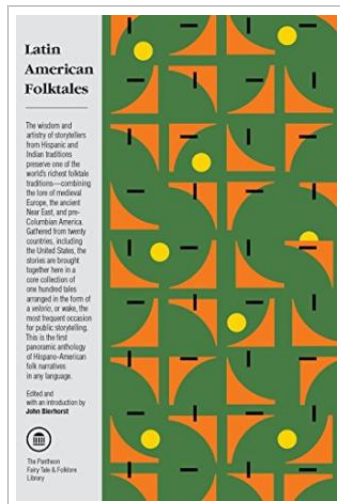 Latin
American
Folktales
The wisdom and
artistry of storytellers
from Hispanic and
Indian traditions
preserve one of the
world's richest folktale
traditions—combining
the lore of medieval
Europe, the ancient
Near East, and pre-
Columbian America.
Gathered from twenty
countries, including
the United States, the
stories are brought
together here in a
core collection of
one hundred tales
arranged in the form of
a velorio, or wake, the
most frequent occasion
for public storytelling.
This is the first
panoramic anthology
of Hispano-American
folk narratives
in any language.
Edited and
with an introduction by
John Bierhorst
The Pantheon
Fairy Tale & Folklore
Library